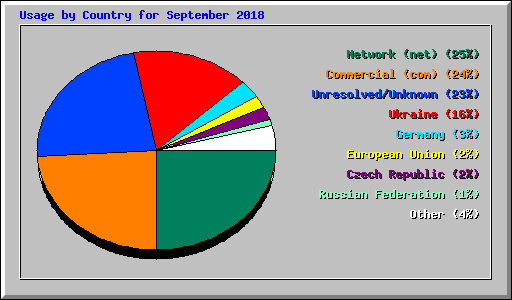 Usage by Country for September 2018
Network (net) (25%)
Commercial (com) (24%)
Unresolved/Unknown (23%)
Ukraine (16%)
Germany (3%)
European Union (2%)
Czech Republic (2%)
Russian Federation (1%)
Other (4%)